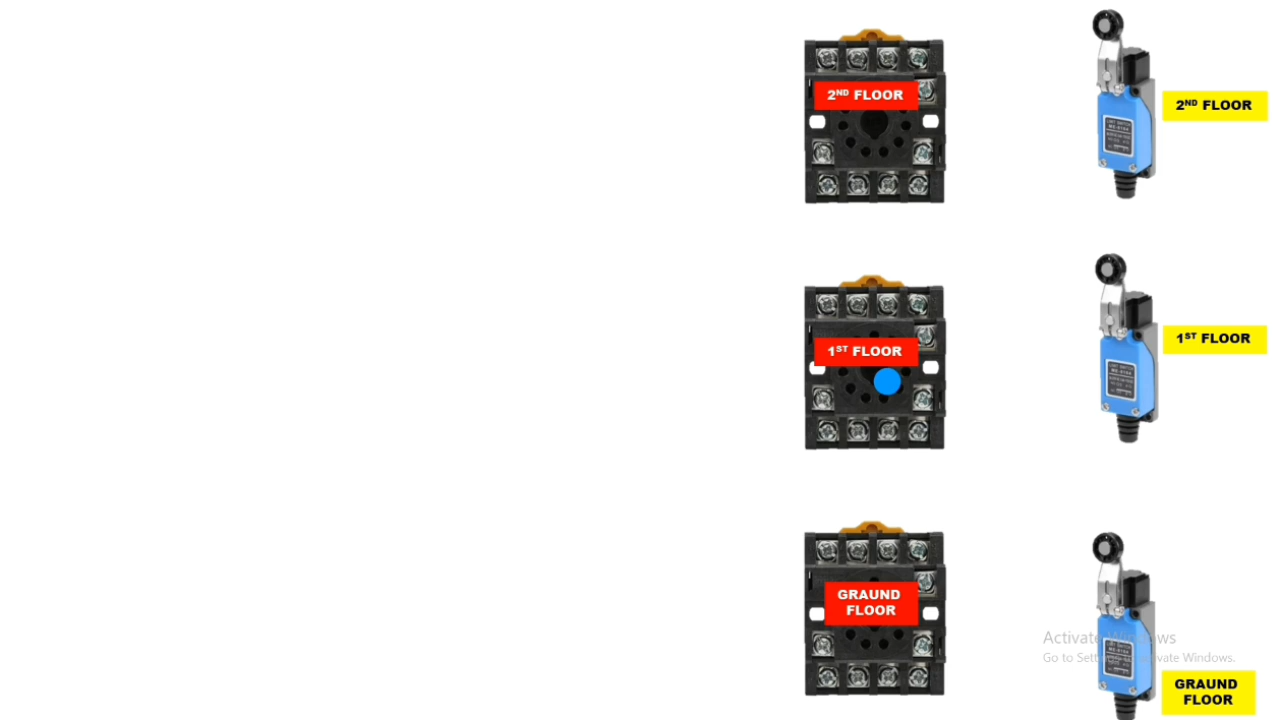 2ND FLOOR
2ND FLOOR
1ST FLOOR
1ST FLOOR
GRAUND
FLOOR
Activate Windows
Go to Settings to activate Windows.
GRAUND
FLOOR